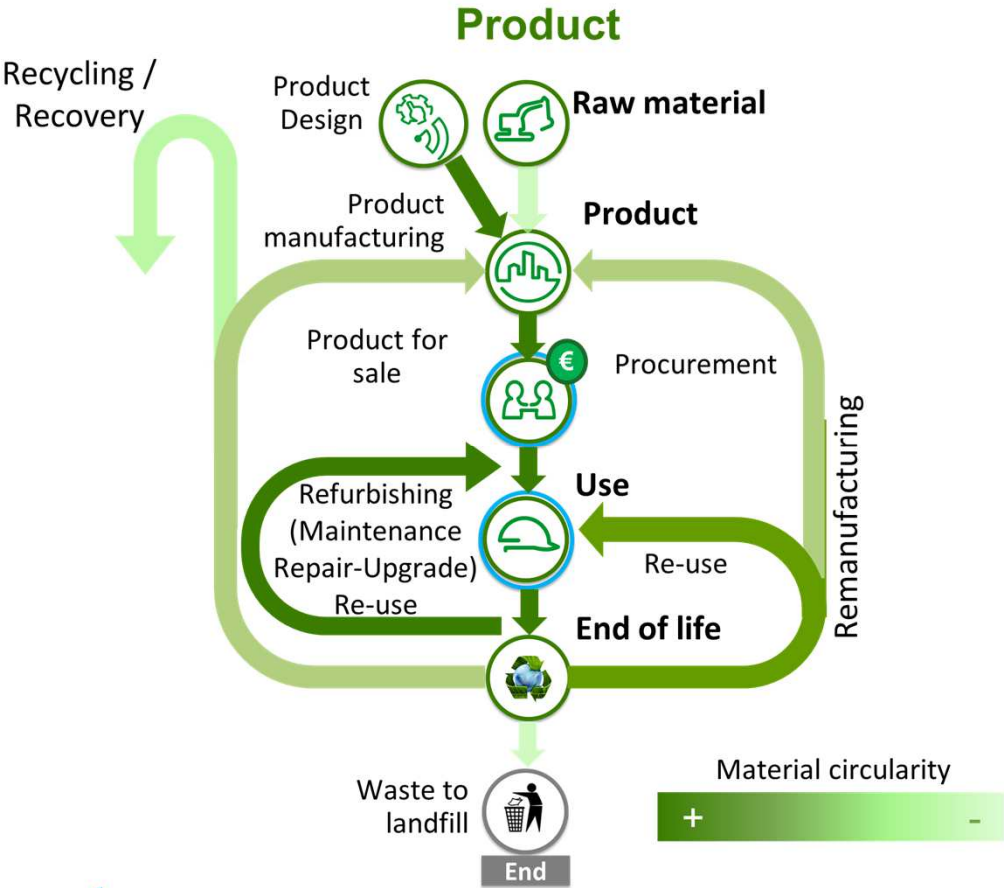 Product
Recycling /
Recovery
Product
Design
Raw material
Product
manufacturing
Product
Product for
sale
€
Procurement
Refurbishing
(Maintenance
Repair-Upgrade)
Re-use
Use
Re-use
Remanufacturing
End of life
Waste to
landfill
End
Material circularity
+ -